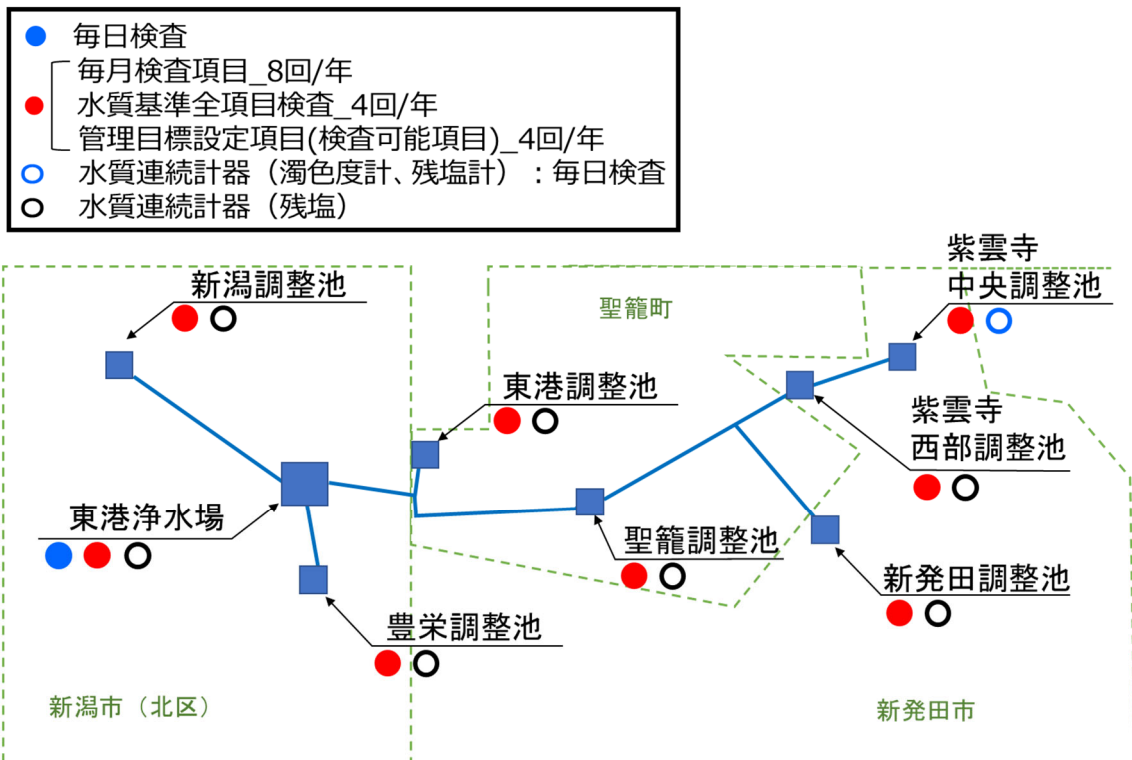 毎日検査
毎月検査項目_8回/年
水質基準全項目検査_4回/年
管理目標設定項目(検査可能項目)_4回/年
水質連続計器（濁色度計、残塩計）：毎日検査
水質連続計器（残塩）
紫雲寺
中央調整池
新潟調整池
聖籠町
東港調整池
紫雲寺
西部調整池
東港浄水場
聖籠調整池
新発田調整池
豊栄調整池
新潟市（北区）
新発田市